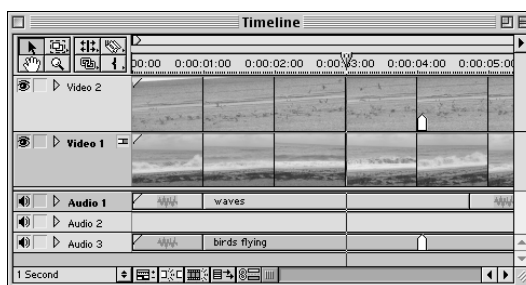 Timeline
00:00 0:00:01:00 0:00:02:00 0:00:03:00 0:00:04:00 0:00:05:00
Video 2
Video 1
Audio 1 waves
Audio 2
Audio 3 birds flying
1 Second